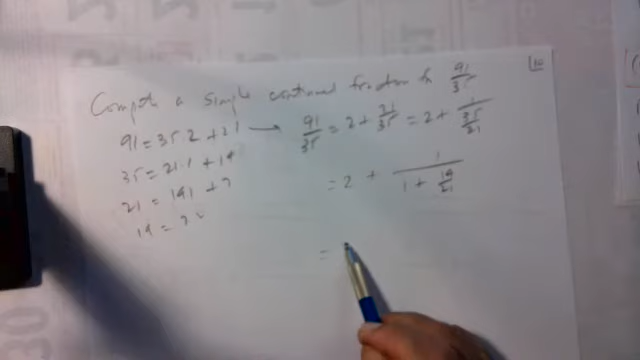 Compute a simple continued fraction for 91/35
[10]
91 = 35·2 + 21 → 91/35 = 2 + 21/35 = 2 + 1/(35/21)
35 = 21·1 + 14
= 2 + 1/(1 + 14/21)
21 = 14·1 + 7
14 = 7·
=